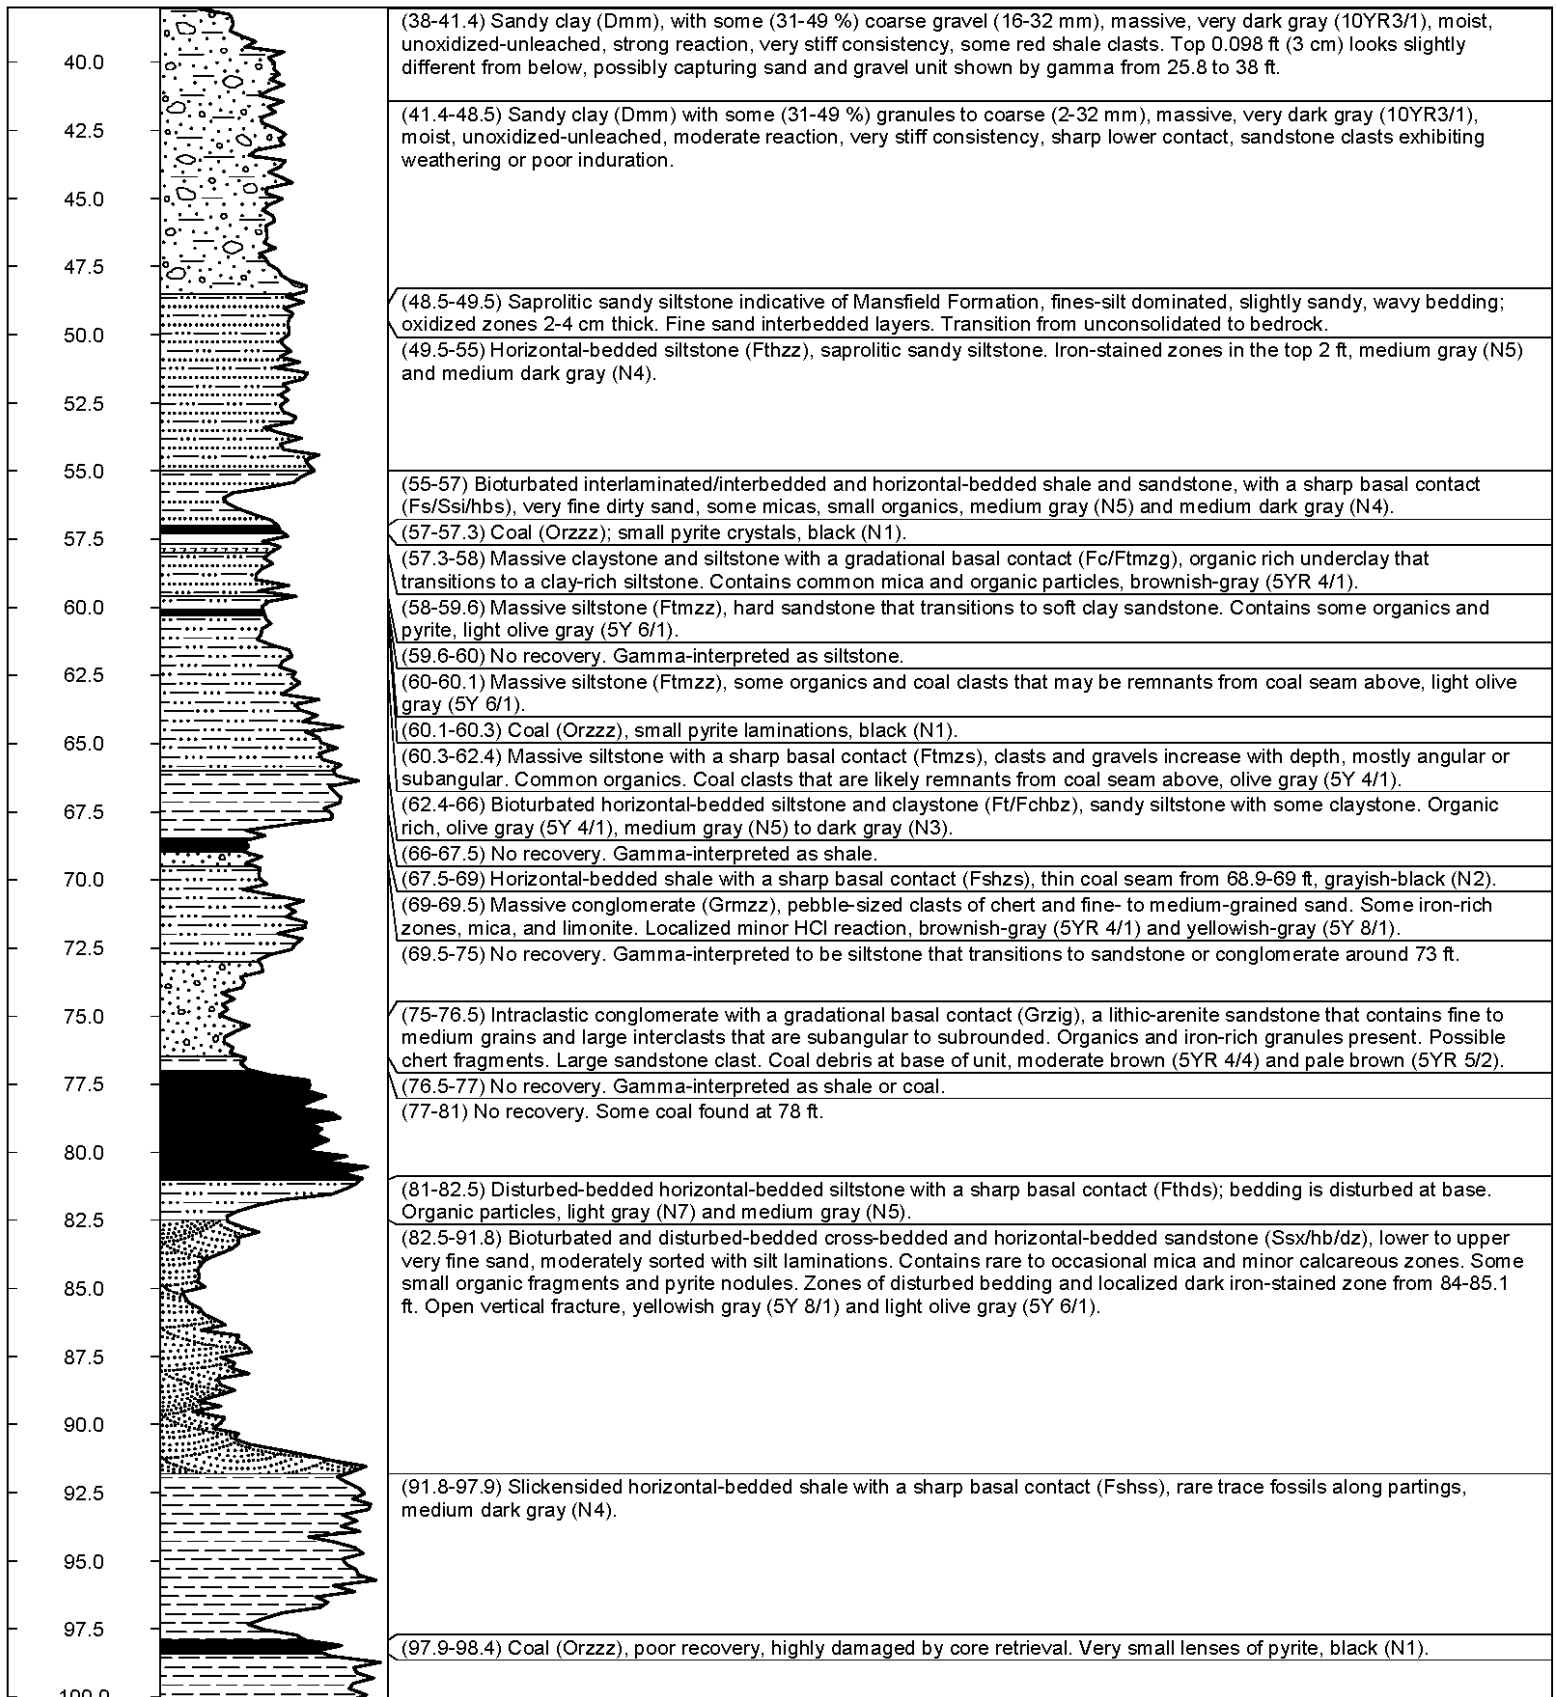 (38-41.4) Sandy clay (Dmm), with some (31-49 %) coarse gravel (16-32 mm), massive, very dark gray (10YR3/1), moist,
unoxidized-unleached, strong reaction, very stiff consistency, some red shale clasts. Top 0.098 ft (3 cm) looks slightly
different from below, possibly capturing sand and gravel unit shown by gamma from 25.8 to 38 ft.
40.0
(41.4-48.5) Sandy clay (Dmm) with some (31-49 %) granules to coarse (2-32 mm), massive, very dark gray (10YR3/1),
moist, unoxidized-unleached, moderate reaction, very stiff consistency, sharp lower contact, sandstone clasts exhibiting
weathering or poor induration.
42.5
45.0
47.5
(48.5-49.5) Saprolitic sandy siltstone indicative of Mansfield Formation, fines-silt dominated, slightly sandy, wavy bedding;
oxidized zones 2-4 cm thick. Fine sand interbedded layers. Transition from unconsolidated to bedrock.
50.0
(49.5-55) Horizontal-bedded siltstone (Fthzz), saprolitic sandy siltstone. Iron-stained zones in the top 2 ft, medium gray (N5)
and medium dark gray (N4).
52.5
55.0
(55-57) Bioturbated interlaminated/interbedded and horizontal-bedded shale and sandstone, with a sharp basal contact
(Fs/Ssi/hbs), very fine dirty sand, some micas, small organics, medium gray (N5) and medium dark gray (N4).
(57-57.3) Coal (Orzzz); small pyrite crystals, black (N1).
57.5
(57.3-58) Massive claystone and siltstone with a gradational basal contact (Fc/Ftmzg), organic rich underclay that
transitions to a clay-rich siltstone. Contains common mica and organic particles, brownish-gray (5YR 4/1).
60.0
(58-59.6) Massive siltstone (Ftmzz), hard sandstone that transitions to soft clay sandstone. Contains some organics and
pyrite, light olive gray (5Y 6/1).
(59.6-60) No recovery. Gamma-interpreted as siltstone.
62.5
(60-60.1) Massive siltstone (Ftmzz), some organics and coal clasts that may be remnants from coal seam above, light olive
gray (5Y 6/1).
(60.1-60.3) Coal (Orzzz), small pyrite laminations, black (N1).
65.0
(60.3-62.4) Massive siltstone with a sharp basal contact (Ftmzs), clasts and gravels increase with depth, mostly angular or
subangular. Common organics. Coal clasts that are likely remnants from coal seam above, olive gray (5Y 4/1).
67.5
(62.4-66) Bioturbated horizontal-bedded siltstone and claystone (Ft/Fchbz), sandy siltstone with some claystone. Organic
rich, olive gray (5Y 4/1), medium gray (N5) to dark gray (N3).
(66-67.5) No recovery. Gamma-interpreted as shale.
70.0
(67.5-69) Horizontal-bedded shale with a sharp basal contact (Fshzs), thin coal seam from 68.9-69 ft, grayish-black (N2).
(69-69.5) Massive conglomerate (Grmzz), pebble-sized clasts of chert and fine- to medium-grained sand. Some iron-rich
zones, mica, and limonite. Localized minor HCl reaction, brownish-gray (5YR 4/1) and yellowish-gray (5Y 8/1).
72.5
(69.5-75) No recovery. Gamma-interpreted to be siltstone that transitions to sandstone or conglomerate around 73 ft.
75.0
(75-76.5) Intraclastic conglomerate with a gradational basal contact (Grzig), a lithic-arenite sandstone that contains fine to
medium grains and large interclasts that are subangular to subrounded. Organics and iron-rich granules present. Possible
chert fragments. Large sandstone clast. Coal debris at base of unit, moderate brown (5YR 4/4) and pale brown (5YR 5/2).
77.5
(76.5-77) No recovery. Gamma-interpreted as shale or coal.
(77-81) No recovery. Some coal found at 78 ft.
80.0
(81-82.5) Disturbed-bedded horizontal-bedded siltstone with a sharp basal contact (Fthds); bedding is disturbed at base.
Organic particles, light gray (N7) and medium gray (N5).
82.5
(82.5-91.8) Bioturbated and disturbed-bedded cross-bedded and horizontal-bedded sandstone (Ssx/hb/dz), lower to upper
very fine sand, moderately sorted with silt laminations. Contains rare to occasional mica and minor calcareous zones. Some
small organic fragments and pyrite nodules. Zones of disturbed bedding and localized dark iron-stained zone from 84-85.1
ft. Open vertical fracture, yellowish gray (5Y 8/1) and light olive gray (5Y 6/1).
85.0
87.5
90.0
(91.8-97.9) Slickensided horizontal-bedded shale with a sharp basal contact (Fshss), rare trace fossils along partings,
medium dark gray (N4).
92.5
95.0
97.5
(97.9-98.4) Coal (Orzzz), poor recovery, highly damaged by core retrieval. Very small lenses of pyrite, black (N1).
100.0